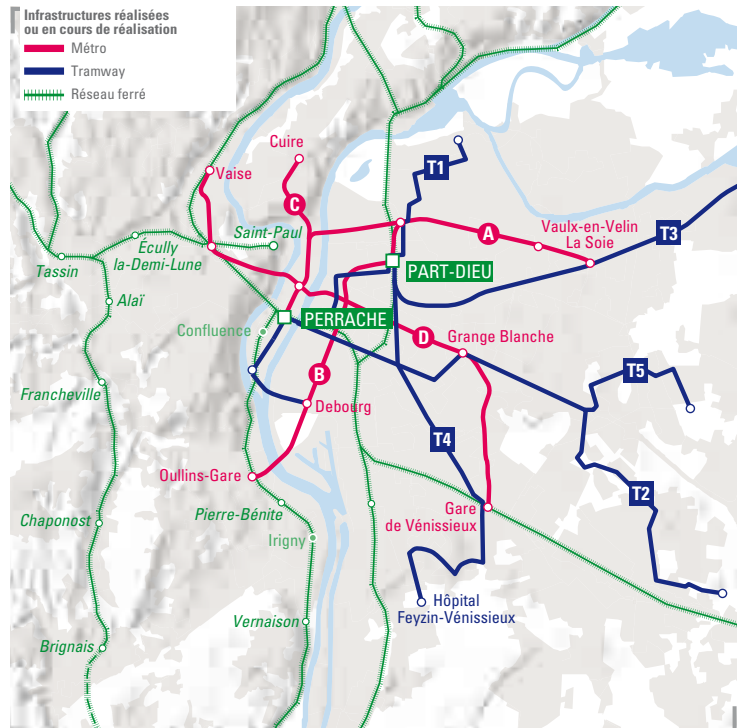 Infrastructures réalisées
ou en cours de réalisation
Métro
Tramway
Réseau ferré
Cuire
T1
Vaise
C
A
Vaulx-en-Velin
La Soie
T3
Saint-Paul
Écully
la-Demi-Lune
Tassin
PART-DIEU
Alaï
PERRACHE
Confluence
D
Grange Blanche
B
T5
Francheville
Debourg
T4
Oullins-Gare
T2
Pierre-Bénite
Gare
de Vénissieux
Chaponost
Irigny
Hôpital
Feyzin-Vénissieux
Vernaison
Brignais